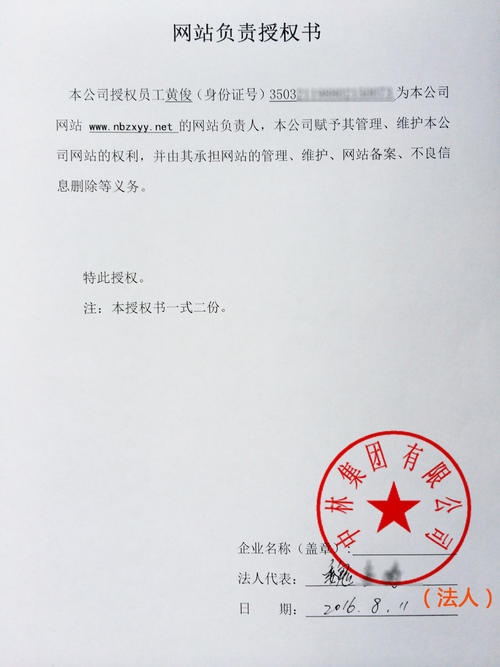 网站负责授权书
本公司授权员工黄俊（身份证号）3503 为本公司
网站 www.nbzxyy.net 的网站负责人，本公司赋予其管理、维护本公
司网站的权利，并由其承担网站的管理、维护、网站备案、不良信
息删除等义务。
特此授权。
注：本授权书一式二份。
中林集团有限公司
企业名称（盖章）：
法人代表：
（法人）
日 期：2016.8.11